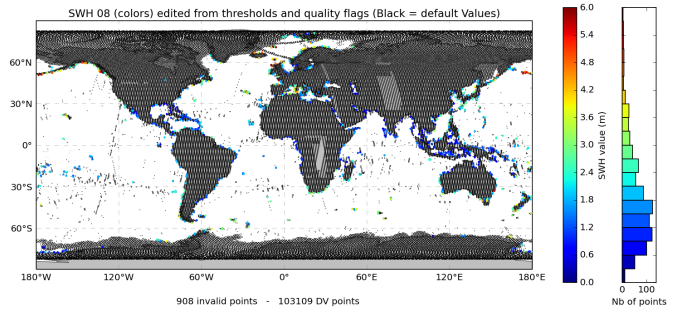 SWH 08 (colors) edited from thresholds and quality flags (Black = default Values)
60°N
30°N
0°
30°S
60°S
180°W 120°W 60°W 0° 60°E 120°E 180°E
908 invalid points - 103109 DV points
6.0
5.4
4.8
4.2
3.6
3.0
2.4
1.8
1.2
0.6
0.0
SWH value (m)
0 100
Nb of points